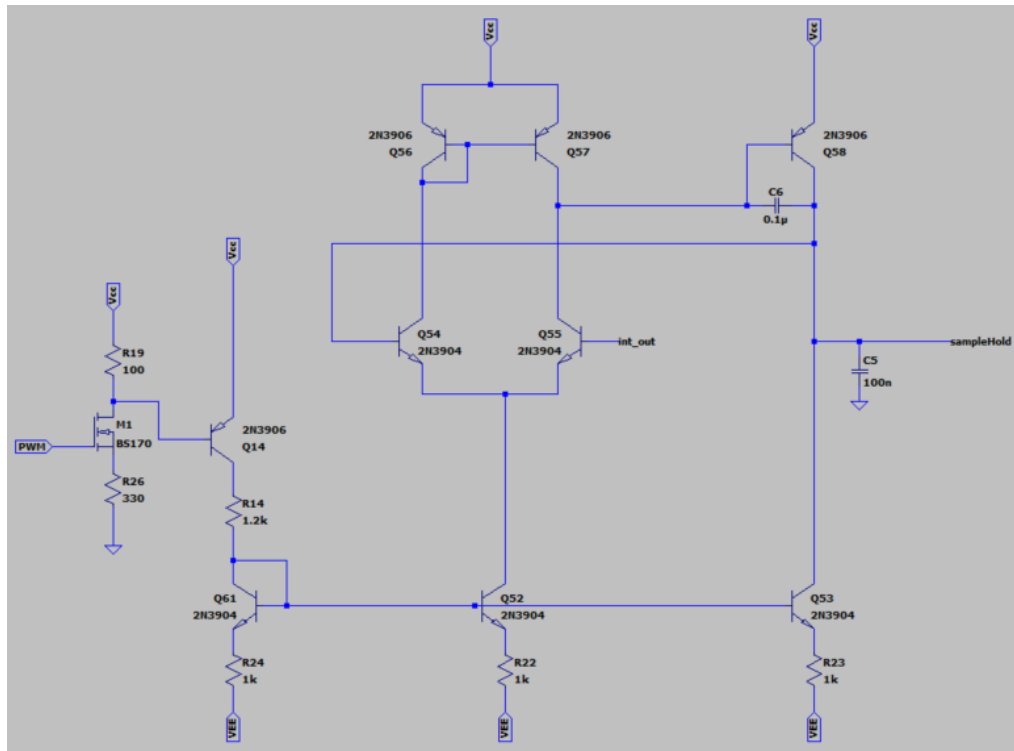 Vcc
Vcc
2N3906
Q56
2N3906
Q57
2N3906
Q58
C6
0.1µ
Vcc
Vcc
R19
100
Q54
2N3904
Q55
2N3904
int_out
sampleHold
C5
100n
M1
BS170
PWM
2N3906
Q14
R26
330
R14
1.2k
Q61
2N3904
Q52
2N3904
Q53
2N3904
R24
1k
R22
1k
R23
1k
VEE
VEE
VEE